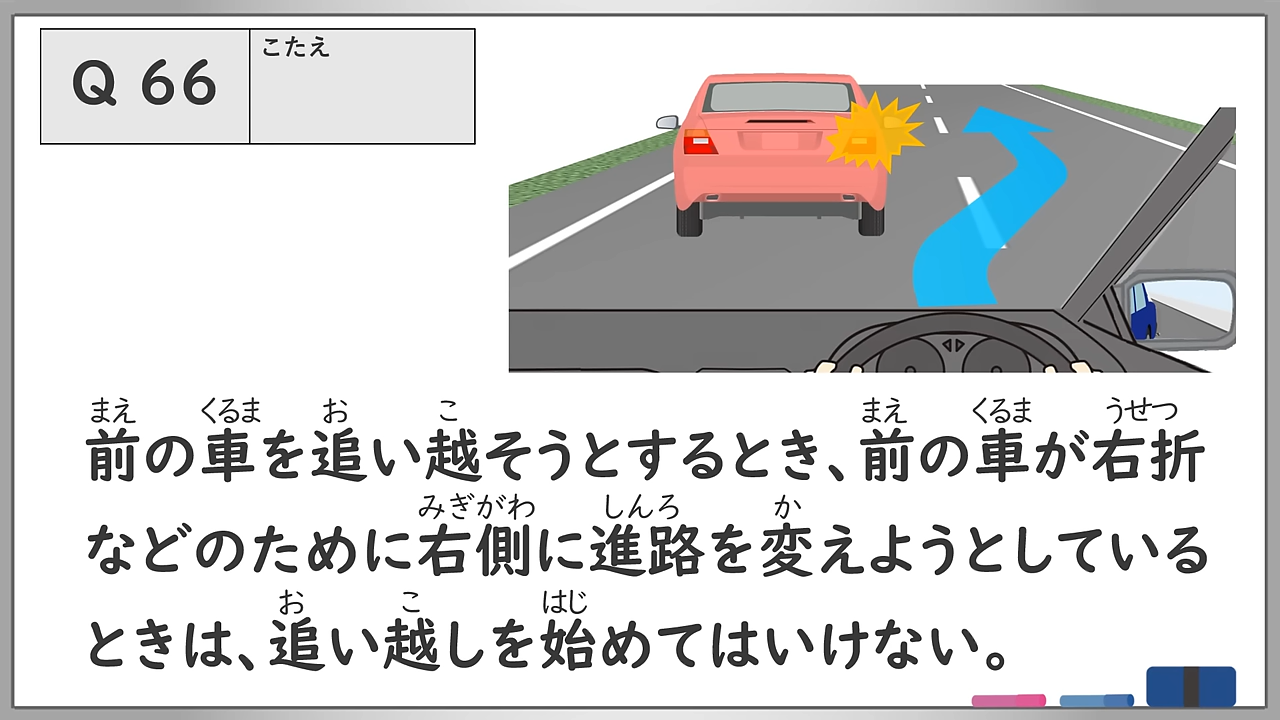 Q 66
こたえ
まえ くるま お こ まえ くるま うせつ
前の車を追い越そうとするとき、前の車が右折
みぎがわ しんろ か
などのために右側に進路を変えようとしている
お こ はじ
ときは、追い越しを始めてはいけない。